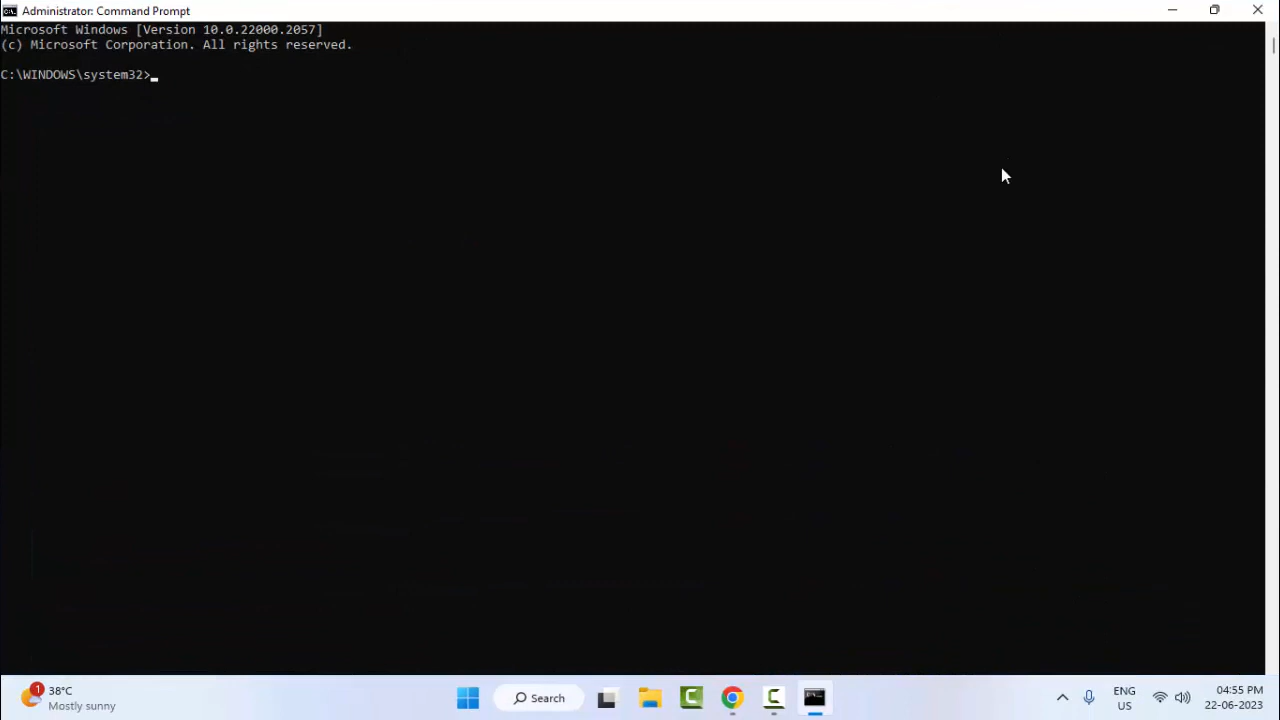 Administrator: Command Prompt
Microsoft Windows [Version 10.0.22000.2057]
(c) Microsoft Corporation. All rights reserved.
C:\WINDOWS\system32>
1
38°C
Mostly sunny
Search
ENG
US
04:55 PM
22-06-2023